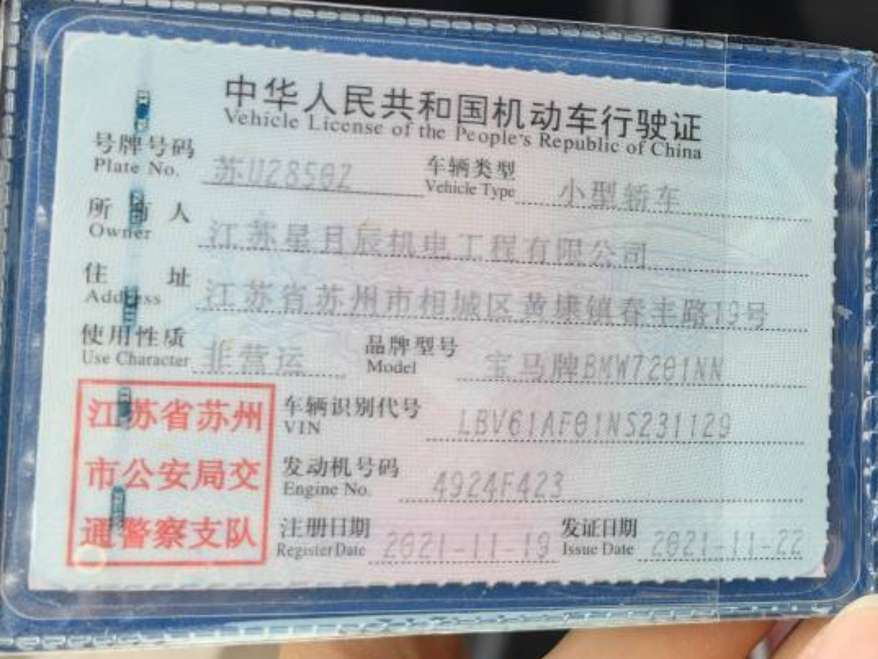 中华人民共和国机动车行驶证
Vehicle License of the People's Republic of China
号牌号码 苏U2850Z 车辆类型 小型轿车
Plate No. Vehicle Type
所有人 江苏星月辰机电工程有限公司
Owner
住址 江苏省苏州市相城区黄埭镇春丰路19号
Address
使用性质 非营运 品牌型号 宝马牌BMW7201NN
Use Character Model
江苏省苏州
市公安局交
通警察支队
车辆识别代号 LBV61AF01NS231129
VIN
发动机号码 4924F423
Engine No.
注册日期 2021-11-19 发证日期 2021-11-22
Register Date Issue Date